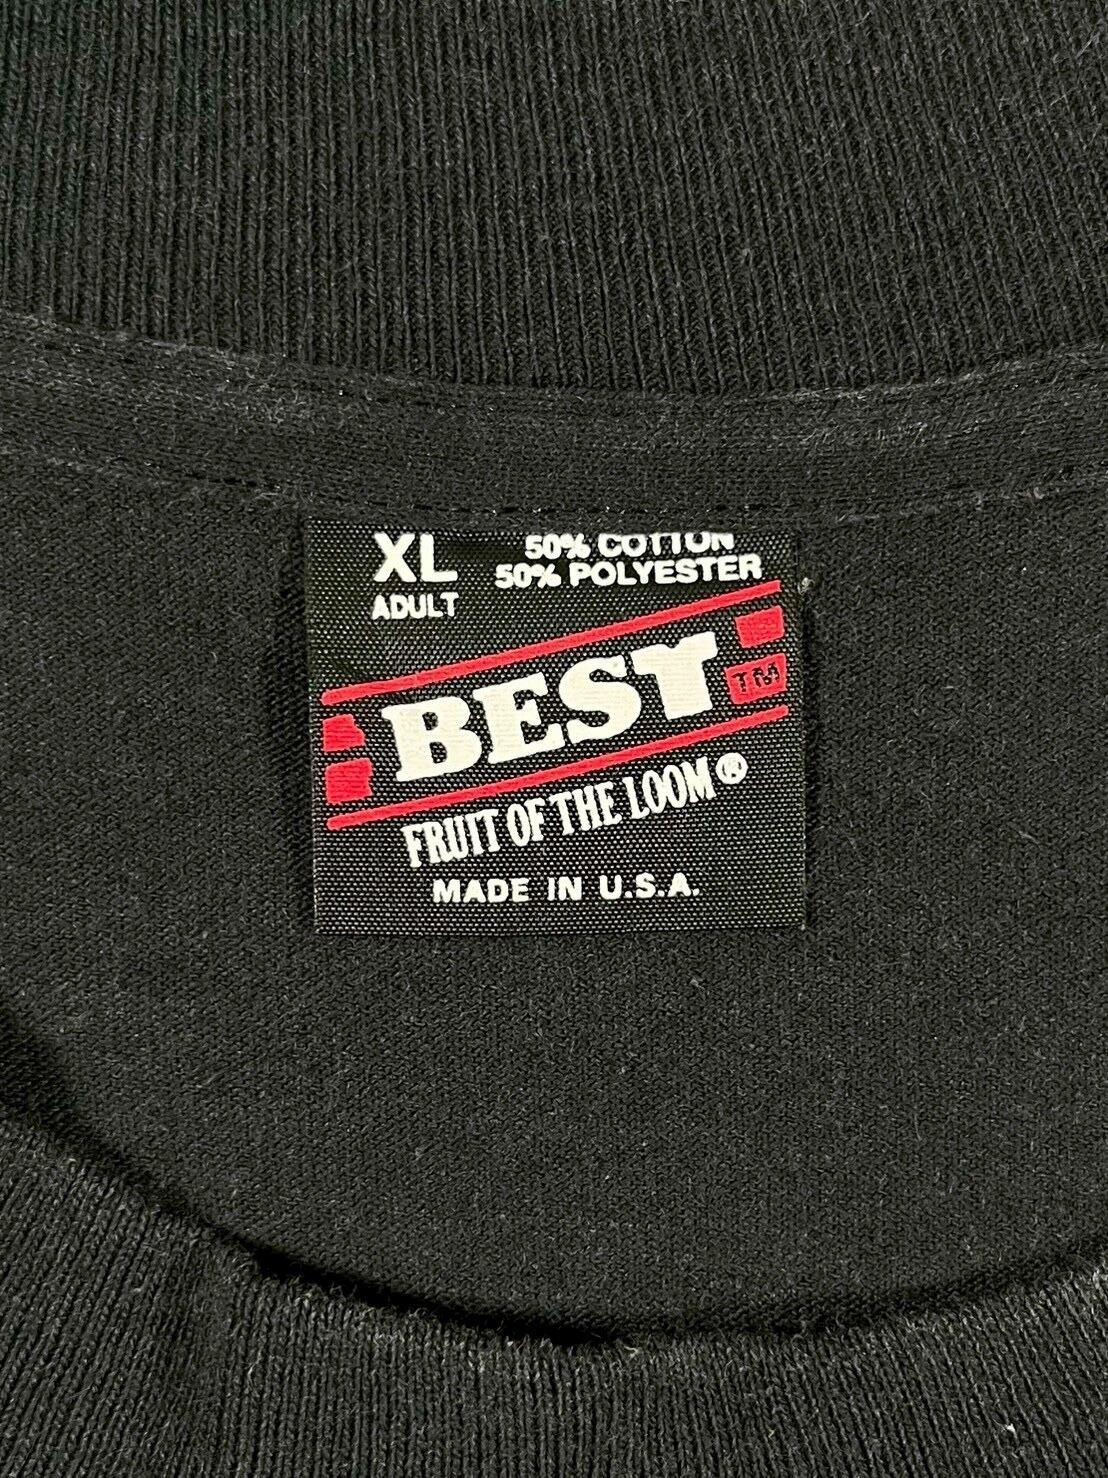 XL
ADULT
50% COTTON
50% POLYESTER
BEST
TM
FRUIT OF THE LOOM®
MADE IN U.S.A.